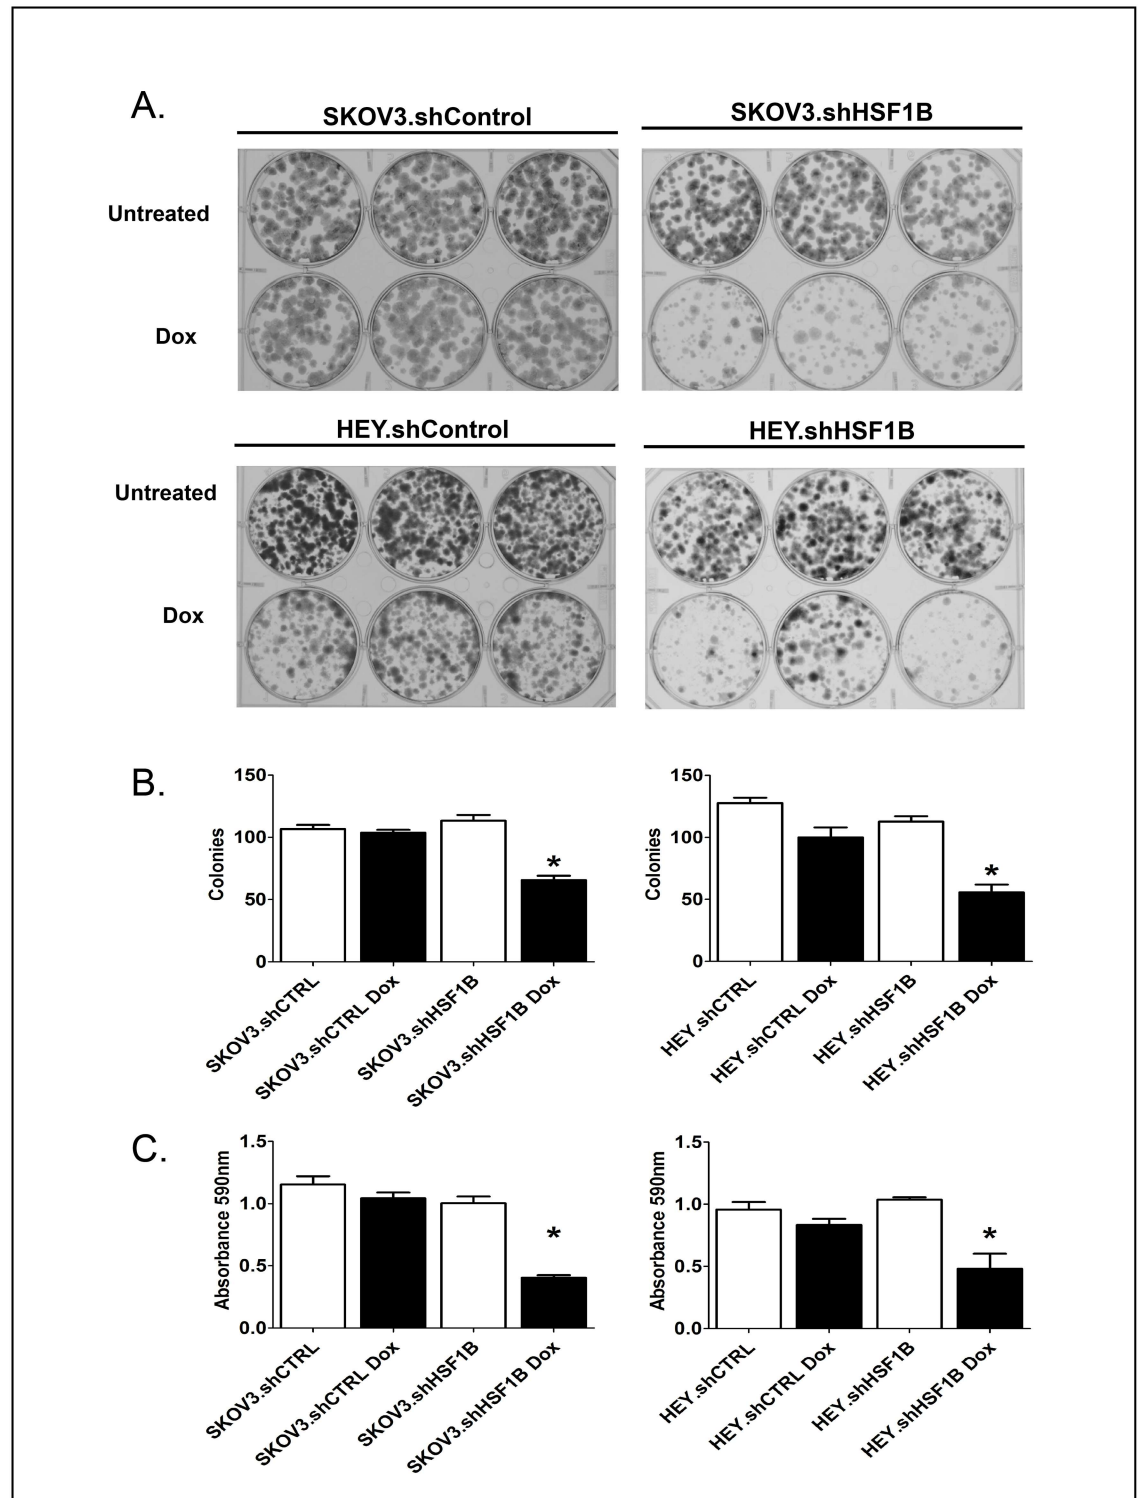 A.
SKOV3.shControl
SKOV3.shHSF1B
Untreated
Dox
HEY.shControl
HEY.shHSF1B
Untreated
Dox
B.
150
100
50
0
Colonies
SKOV3.shCTRL
SKOV3.shCTRL Dox
SKOV3.shHSF1B
SKOV3.shHSF1B Dox
*
150
100
50
0
Colonies
HEY.shCTRL
HEY.shCTRL Dox
HEY.shHSF1B
HEY.shHSF1B Dox
*
C.
1.5
1.0
0.5
0.0
Absorbance 590nm
SKOV3.shCTRL
SKOV3.shCTRL Dox
SKOV3.shHSF1B
SKOV3.shHSF1B Dox
*
1.5
1.0
0.5
0.0
Absorbance 590nm
HEY.shCTRL
HEY.shCTRL Dox
HEY.shHSF1B
HEY.shHSF1B Dox
*